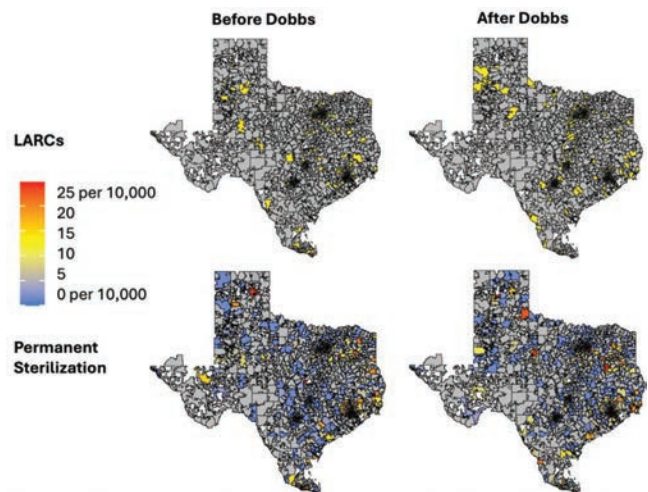 Before Dobbs
After Dobbs
LARCs
25 per 10,000
20
15
10
5
0 per 10,000
Permanent
Sterilization